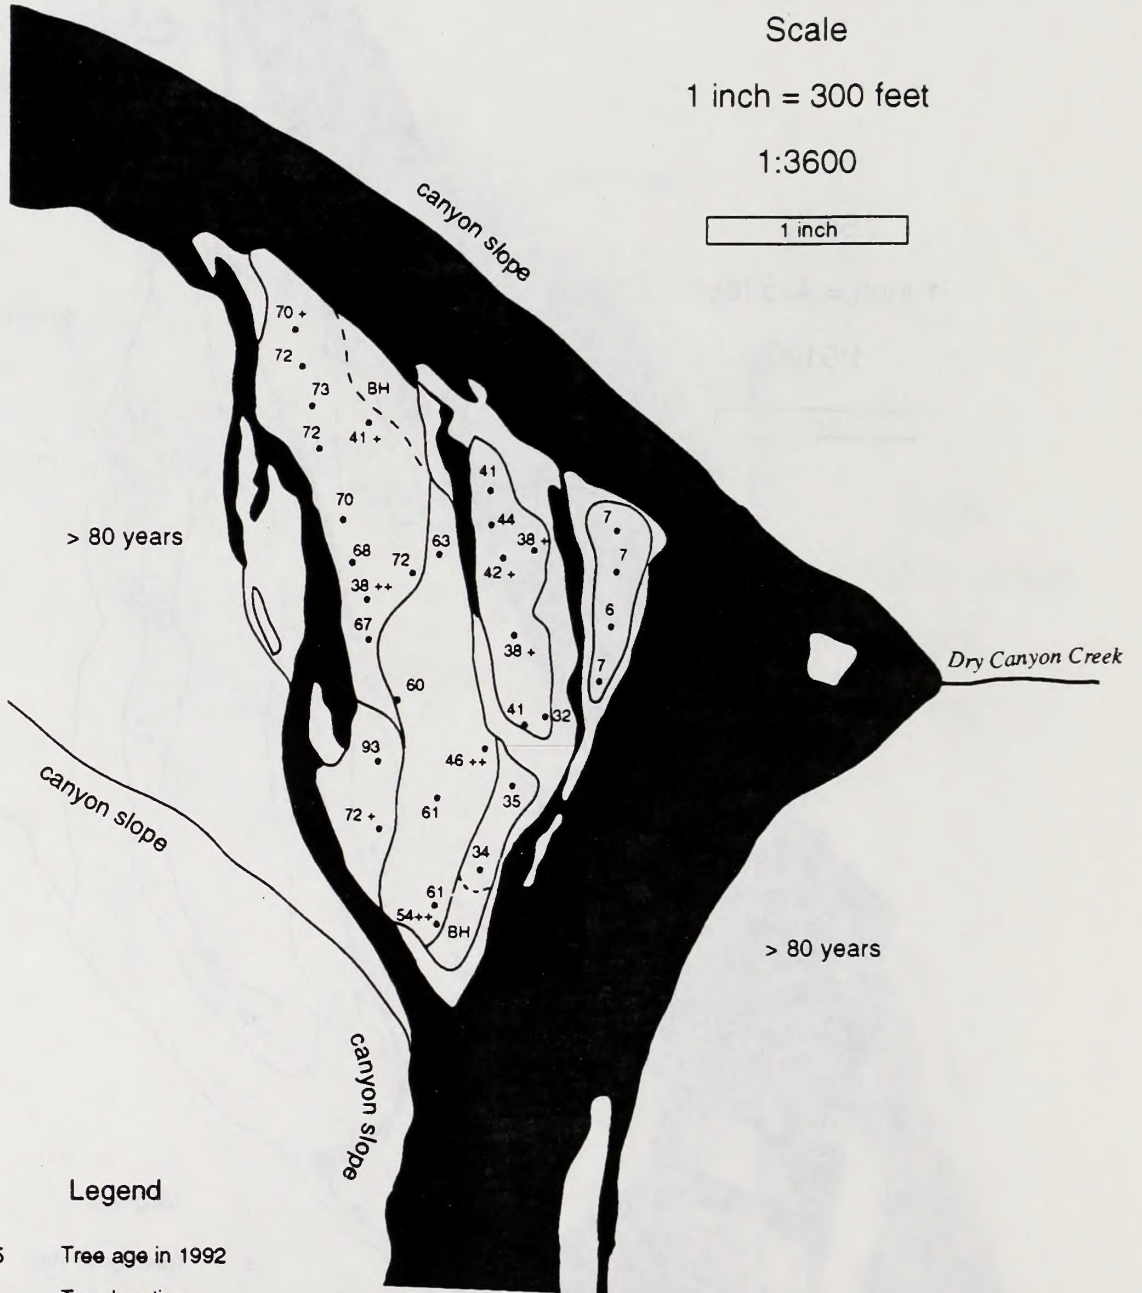 Scale
1 inch = 300 feet
1:3600
1 inch
canyon slope
70 +
72
73
BH
72
41 +
41
70
44
7
> 80 years
63
38 +
7
68
72
42 +
38 ++
6
67
38 +
7
Dry Canyon Creek
60
41
32
93
46 ++
canyon slope
35
61
72 +
34
61
54++
BH
> 80 years
canyon slope
Legend
5 Tree age in 1992